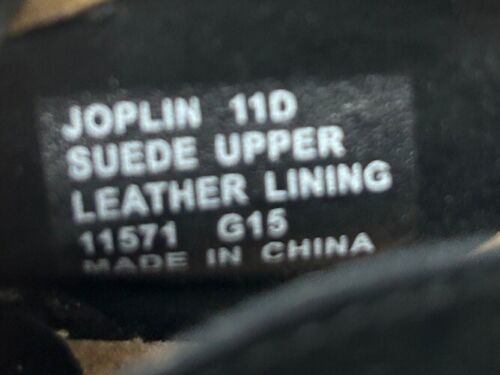 JOPLIN 11D
SUEDE UPPER
LEATHER LINING
11571 G15
MADE IN CHINA